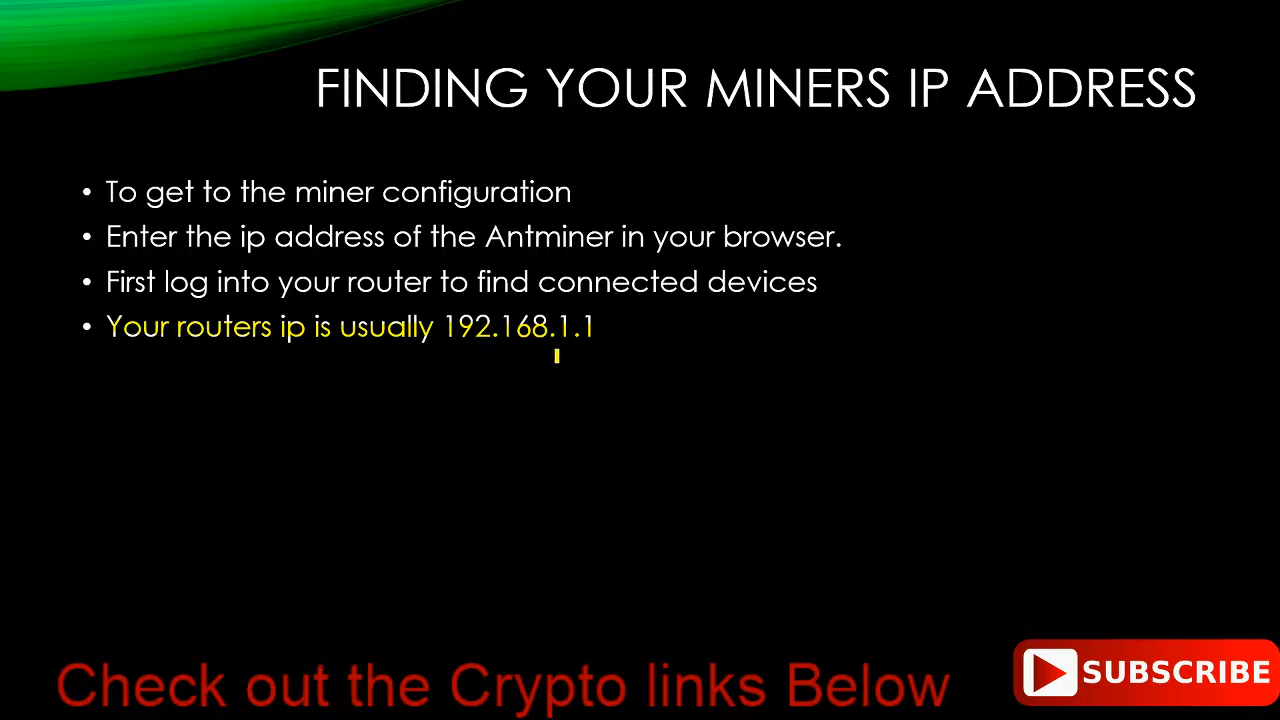 FINDING YOUR MINERS IP ADDRESS
• To get to the miner configuration
• Enter the ip address of the Antminer in your browser.
• First log into your router to find connected devices
• Your routers ip is usually 192.168.1.1
Check out the Crypto links Below
SUBSCRIBE